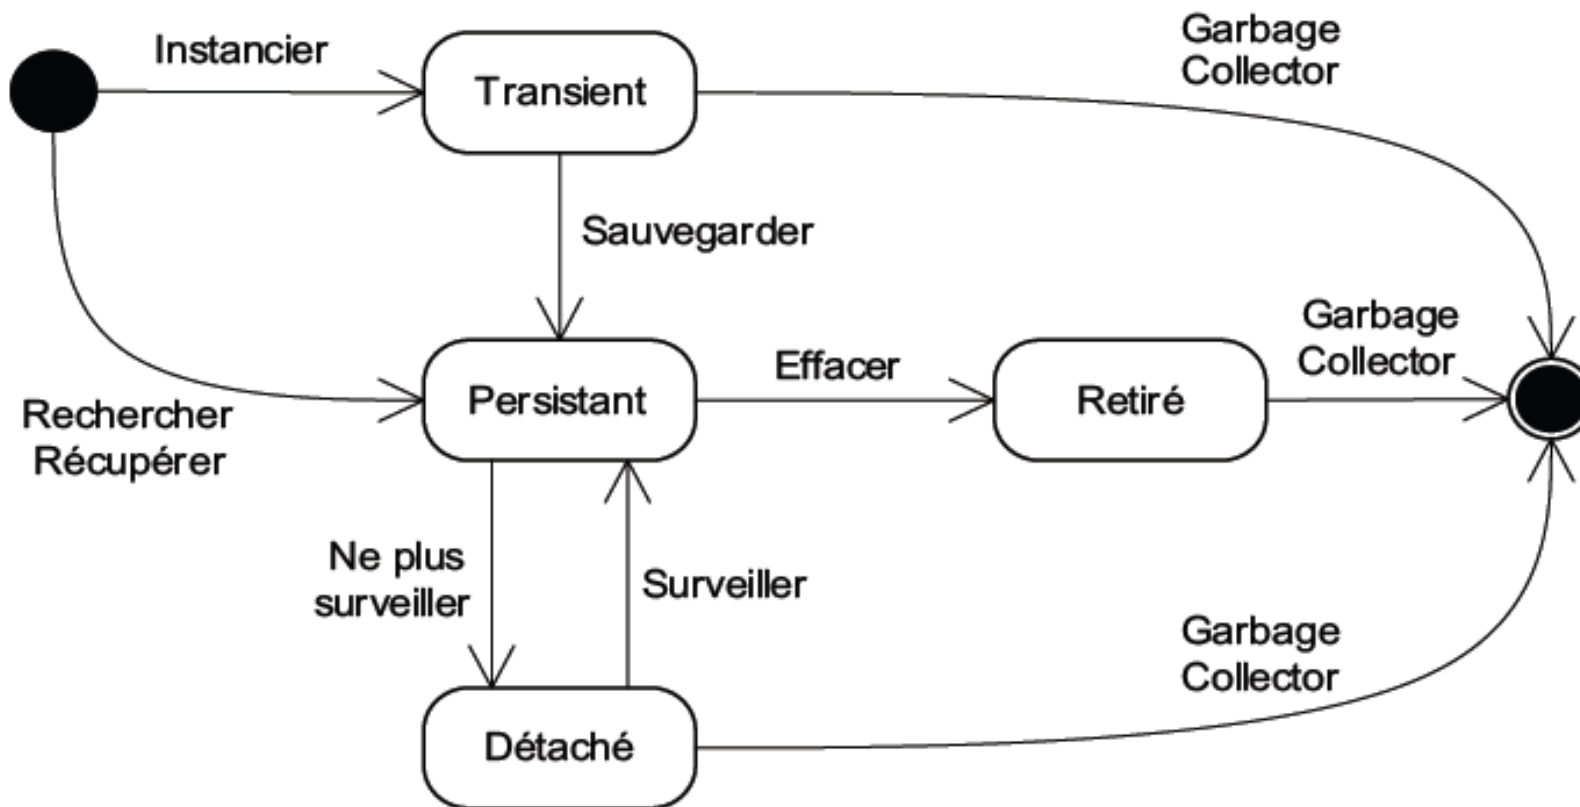 Instancier
Transient
Garbage
Collector
Sauvegarder
Rechercher
Récupérer
Persistant
Effacer
Retiré
Garbage
Collector
Ne plus
surveiller
Surveiller
Détaché
Garbage
Collector